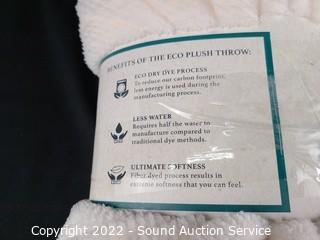 BENEFITS OF THE ECO PLUSH THROW:
ECO DRY DYE PROCESS
To reduce our carbon footprint,
less energy is used during the
manufacturing process.
LESS WATER
Requires half the water to
manufacture compared to
traditional dye methods.
ULTIMATE SOFTNESS
Fiber dyed process results in
extreme softness that you can feel.
Copyright 2022 - Sound Auction Service